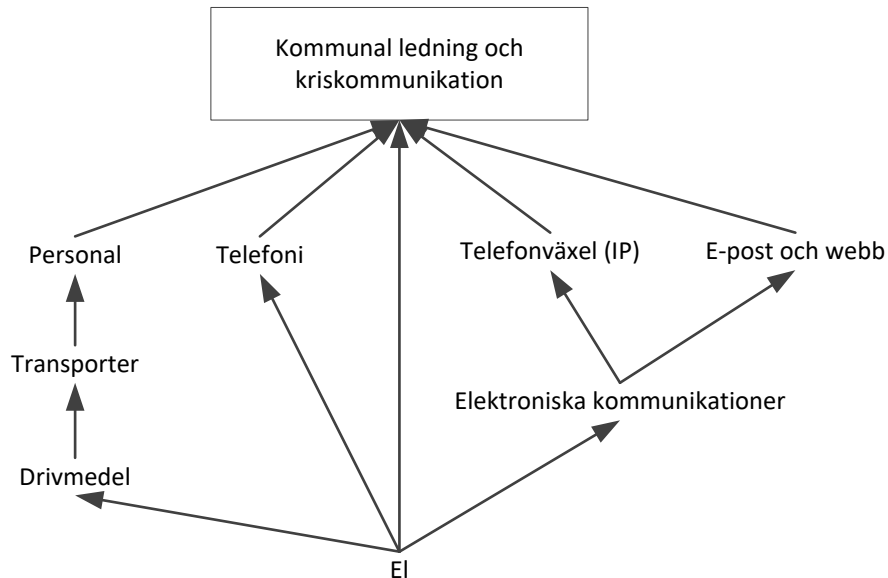 Kommunal ledning och
kriskommunikation
Personal
Telefoni
Telefonväxel (IP)
E-post och webb
Transporter
Elektroniska kommunikationer
Drivmedel
El